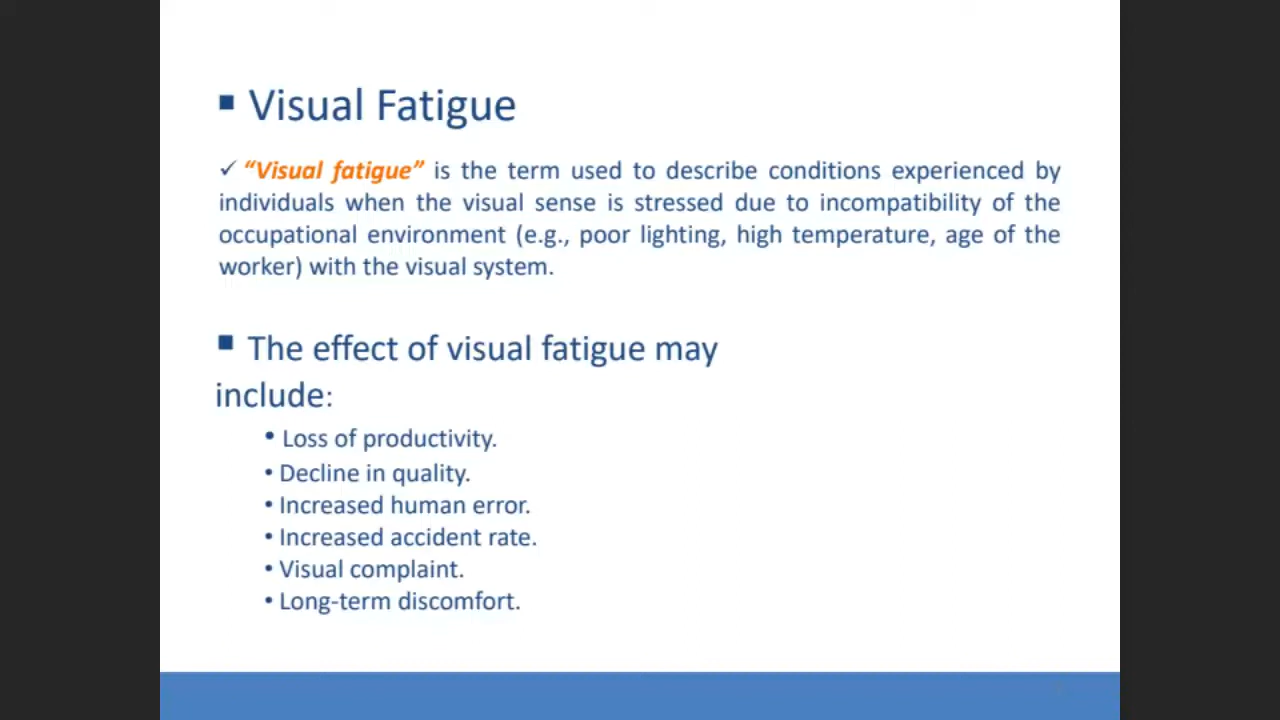 ▪ Visual Fatigue
✓ “Visual fatigue” is the term used to describe conditions experienced by
individuals when the visual sense is stressed due to incompatibility of the
occupational environment (e.g., poor lighting, high temperature, age of the
worker) with the visual system.
▪ The effect of visual fatigue may
include:
• Loss of productivity.
• Decline in quality.
• Increased human error.
• Increased accident rate.
• Visual complaint.
• Long-term discomfort.